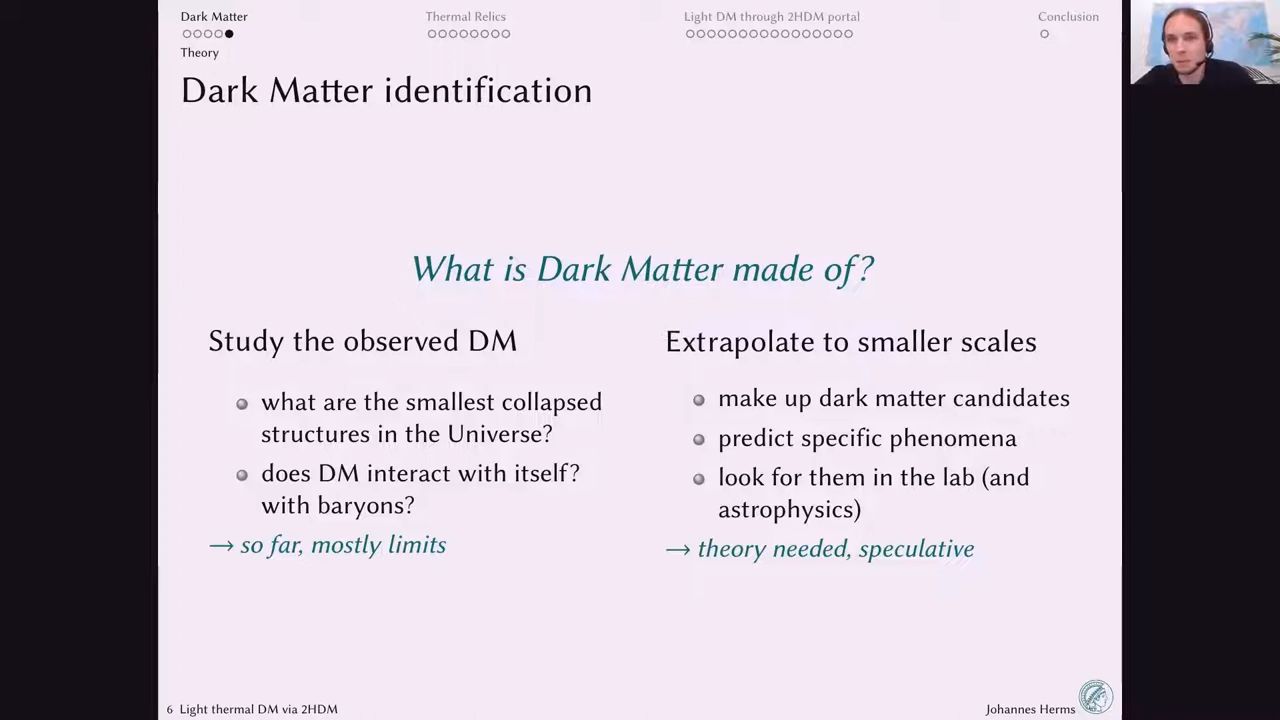 Dark Matter
Thermal Relics
Light DM through 2HDM portal
Conclusion
Theory
Dark Matter identification
What is Dark Matter made of?
Study the observed DM
what are the smallest collapsed
structures in the Universe?
does DM interact with itself?
with baryons?
→ so far, mostly limits
Extrapolate to smaller scales
make up dark matter candidates
predict specific phenomena
look for them in the lab (and
astrophysics)
→ theory needed, speculative
6 Light thermal DM via 2HDM
Johannes Herms